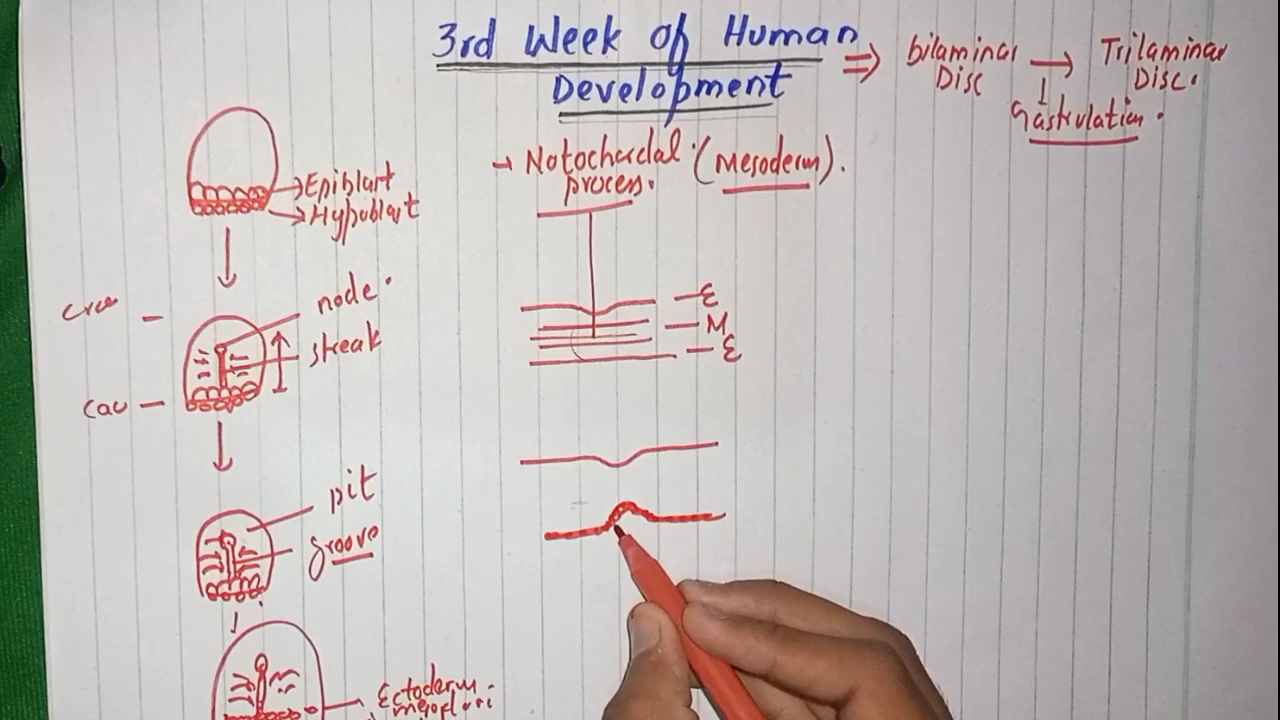 3rd Week of Human
Development
⇒ bilaminar
Disc
→ Trilaminar
Disc.
Gastrulation.
→ Notochordal
process.
(Mesoderm).
→ Epiblast
→ Hypoblast
node.
streak
Cau –
– E
– M
– E
pit
groove
Ectoderm